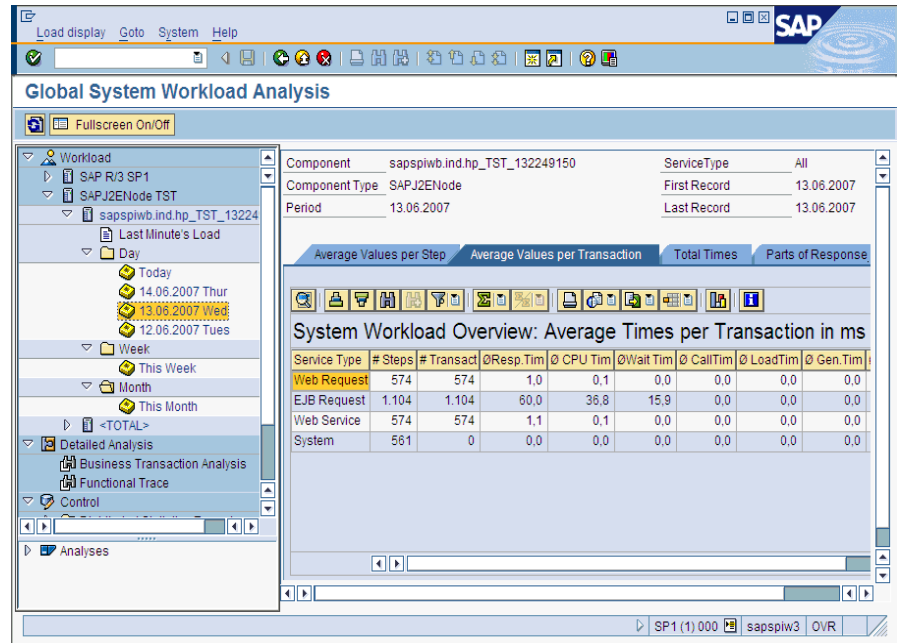 Load display Goto System Help
SAP
Global System Workload Analysis
Fullscreen On/Off
Workload
SAP R/3 SP1
SAPJ2ENode TST
sapspiwb.ind.hp_TST_13224
Last Minute's Load
Day
Today
14.06.2007 Thur
13.06.2007 Wed
12.06.2007 Tues
Week
This Week
Month
This Month
<TOTAL>
Detailed Analysis
Business Transaction Analysis
Functional Trace
Control
Analyses
Component sapspiwb.ind.hp_TST_132249150 ServiceType All
Component Type SAPJ2ENode First Record 13.06.2007
Period 13.06.2007 Last Record 13.06.2007
Average Values per Step Average Values per Transaction Total Times Parts of Response
System Workload Overview: Average Times per Transaction in ms
Service Type # Steps # Transact ØResp.Tim Ø CPU Tim ØWait Tim Ø CallTim Ø LoadTim Ø Gen.Tim
Web Request 574 574 1,0 0,1 0,0 0,0 0,0 0,0
EJB Request 1.104 1.104 60,0 36,8 15,9 0,0 0,0 0,0
Web Service 574 574 1,1 0,1 0,0 0,0 0,0 0,0
System 561 0 0,0 0,0 0,0 0,0 0,0 0,0
SP1 (1) 000 sapspiw3 OVR